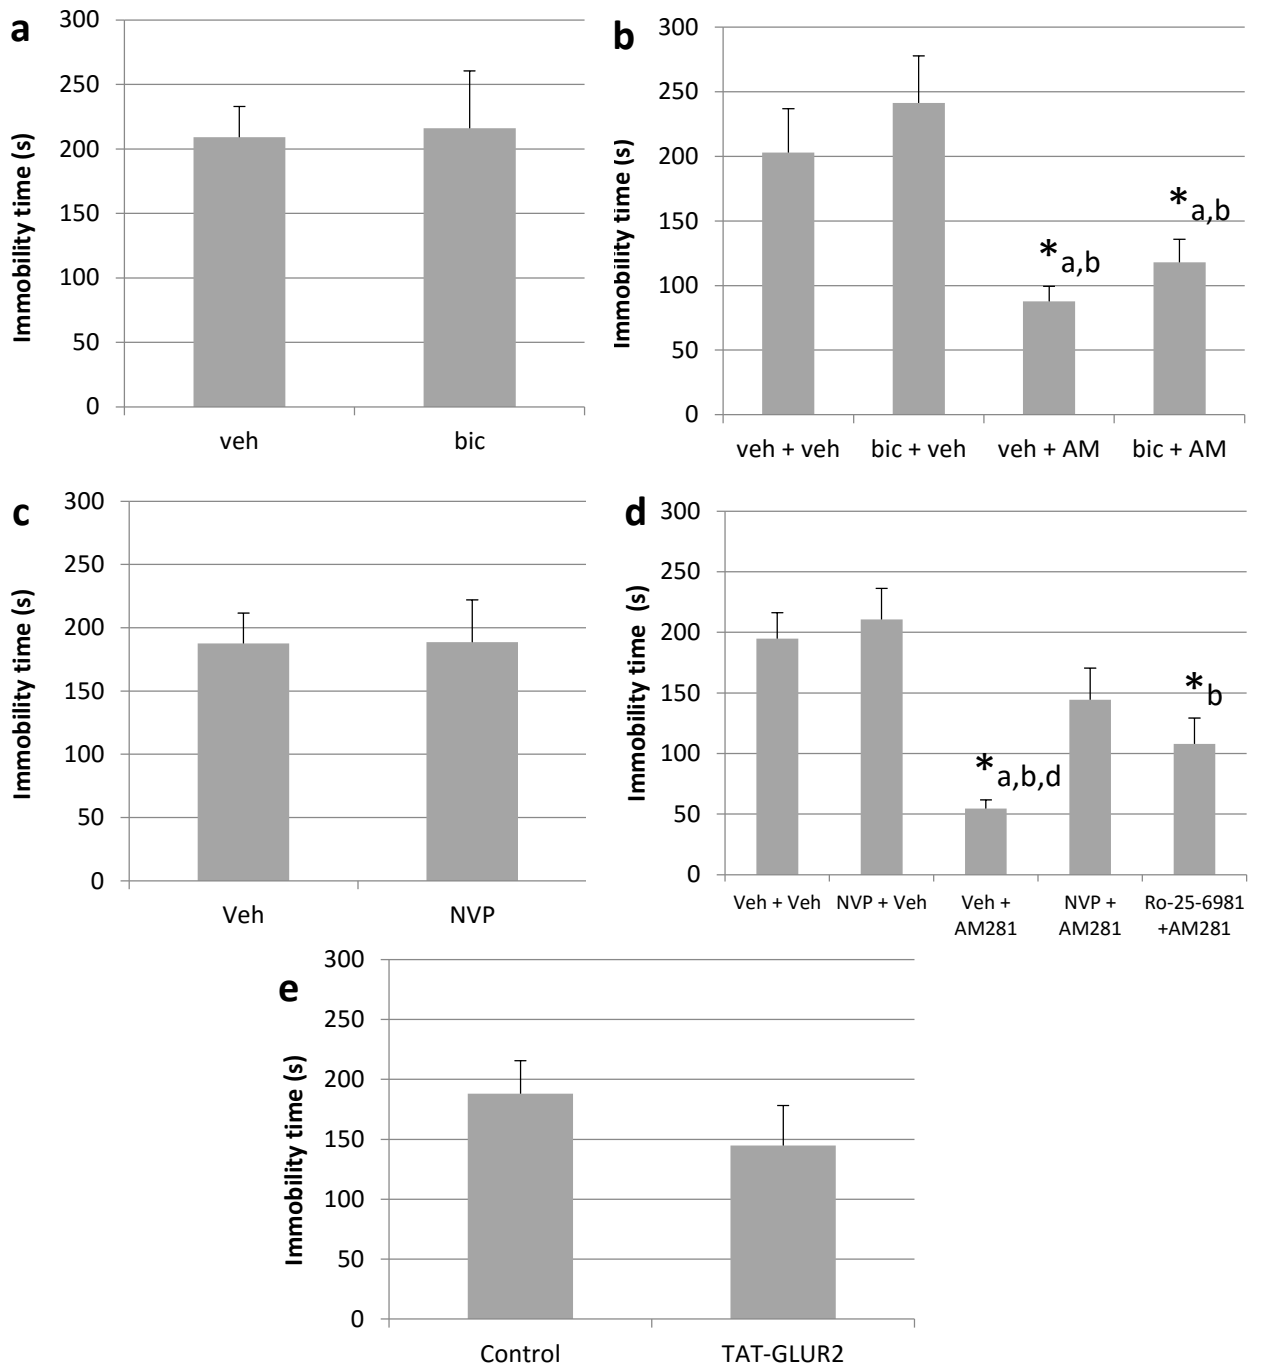 a
Immobility time (s)
300
250
200
150
100
50
0
veh bic
b
Immobility time (s)
300
250
200
150
100
50
0
* a,b
* a,b
veh + veh bic + veh veh + AM bic + AM
c
Immobility time (s)
300
250
200
150
100
50
0
Veh NVP
d
Immobility time (s)
300
250
200
150
100
50
0
* a,b,d
* b
Veh + Veh NVP + Veh Veh + NVP + Ro-25-6981
AM281 AM281 +AM281
e
Immobility time (s)
300
250
200
150
100
50
0
Control TAT-GLUR2